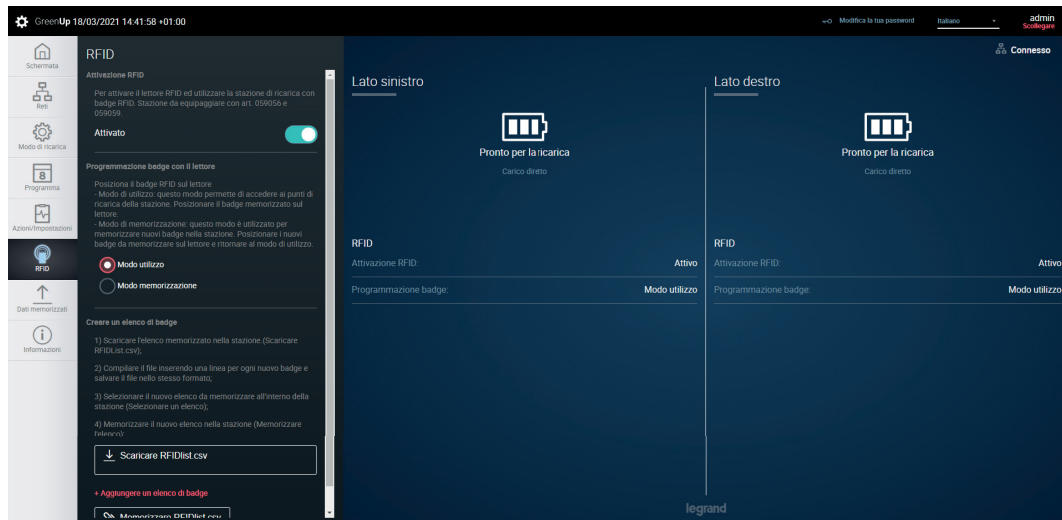 GreenUp 18/03/2021 14:41:58 +01:00
Modifica la tua password
Italiano
admin
Scollegare
Schermata
Reti
Modo di ricarica
8
Programma
Azioni/Impostazioni
RFID
Dati memorizzati
Informazioni
RFID
Attivazione RFID
Per attivare il lettore RFID ed utilizzare la stazione di ricarica con
badge RFID. Stazione da equipaggiare con art. 059056 e
059059.
Attivato
Programmazione badge con il lettore
Posiziona il badge RFID sul lettore
- Modo di utilizzo: questo modo permette di accedere ai punti di
ricarica della stazione. Posizionare il badge memorizzato sul
lettore.
- Modo di memorizzazione: questo modo è utilizzato per
memorizzare nuovi badge nella stazione. Posizionare i nuovi
badge da memorizzare sul lettore e ritornare al modo di utilizzo.
Modo utilizzo
Modo memorizzazione
Creare un elenco di badge
1) Scaricare l'elenco memorizzato nella stazione.(Scaricare
RFIDList.csv);
2) Compilare il file inserendo una linea per ogni nuovo badge e
salvare il file nello stesso formato;
3) Selezionare il nuovo elenco da memorizzare all'interno della
stazione (Selezionare un elenco);
4) Memorizzare il nuovo elenco nella stazione (Memorizzare
l'elenco);
Scaricare RFIDlist.csv
+ Aggiungere un elenco di badge
Memorizzare RFIDlist.csv
Connesso
Lato sinistro
Pronto per la ricarica
Carico diretto
RFID
Attivazione RFID: Attivo
Programmazione badge: Modo utilizzo
Lato destro
Pronto per la ricarica
Carico diretto
RFID
Attivazione RFID: Attivo
Programmazione badge: Modo utilizzo
legrand